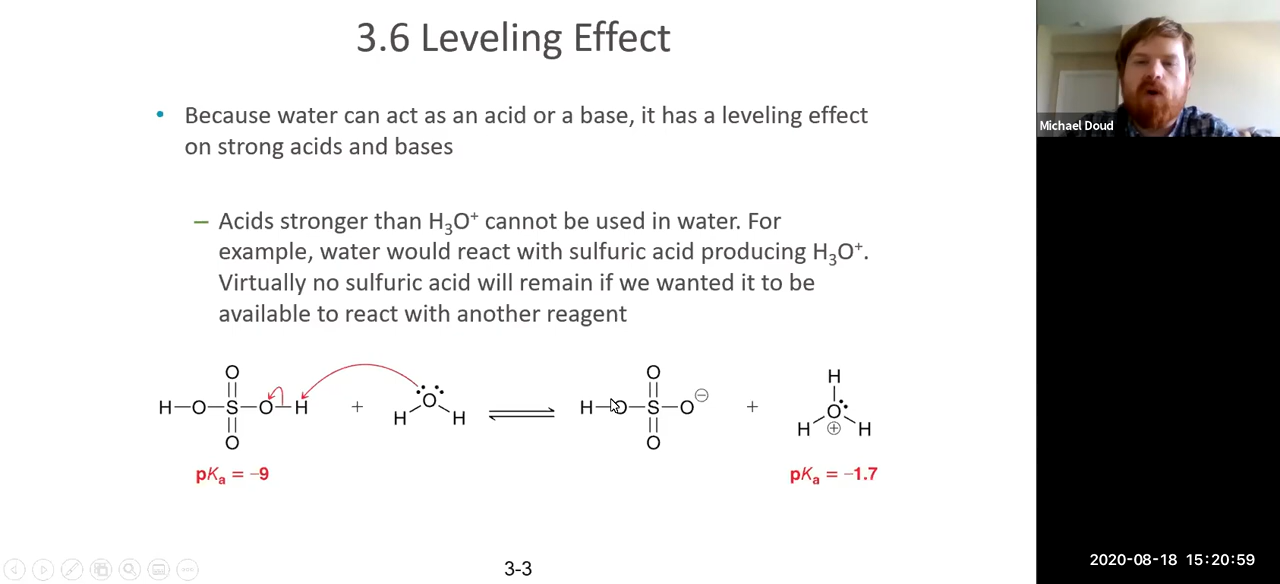 3.6 Leveling Effect
• Because water can act as an acid or a base, it has a leveling effect
on strong acids and bases
– Acids stronger than H₃O⁺ cannot be used in water. For
example, water would react with sulfuric acid producing H₃O⁺.
Virtually no sulfuric acid will remain if we wanted it to be
available to react with another reagent
O O H
H–O–S–O–H + O H H H–O–S–O⊖ + O H ⊕ H
O O
pKₐ = –9 pKₐ = –1.7
3-3
Michael Doud
2020-08-18 15:20:59